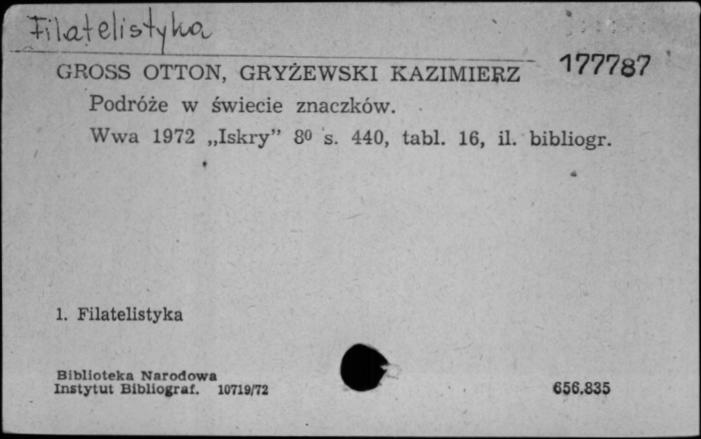 Filatelistyka
GROSS OTTON, GRYŻEWSKI KAZIMIERZ 177787
Podróże w świecie znaczków.
Wwa 1972 „Iskry” 8⁰ s. 440, tabl. 16, il. bibliogr.
1. Filatelistyka
Biblioteka Narodowa
Instytut Bibliograf. 10719/72 656.835